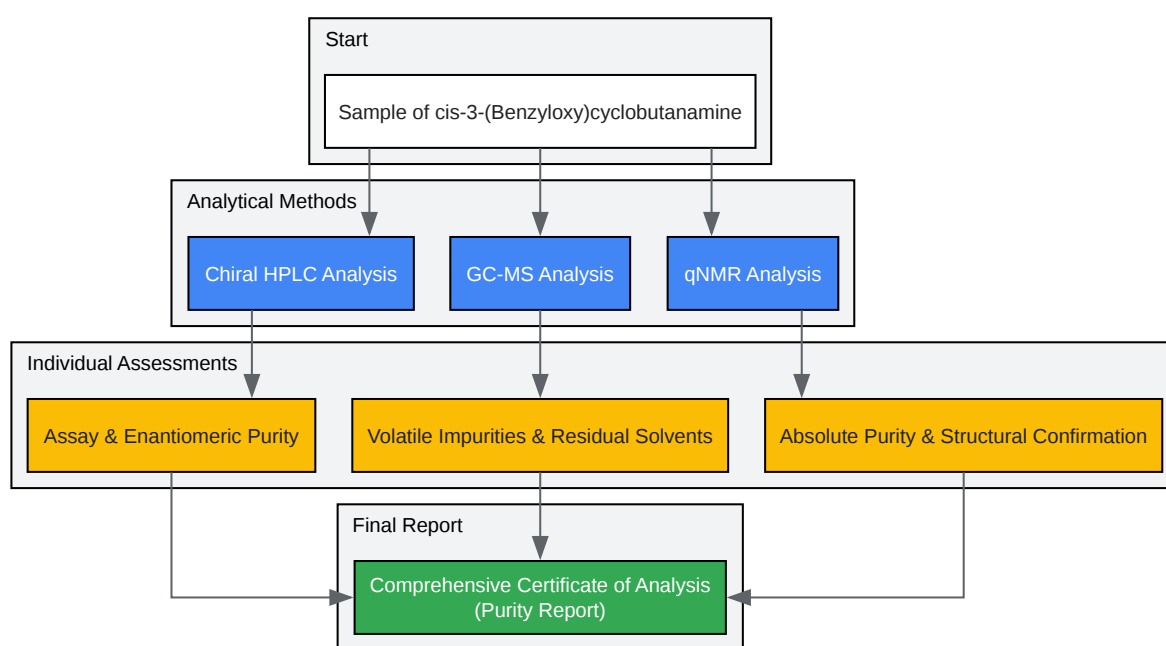 Start
Sample of cis-3-(Benzyloxy)cyclobutanamine
Analytical Methods
Chiral HPLC Analysis
GC-MS Analysis
qNMR Analysis
Individual Assessments
Assay & Enantiomeric Purity
Volatile Impurities & Residual Solvents
Absolute Purity & Structural Confirmation
Final Report
Comprehensive Certificate of Analysis
(Purity Report)